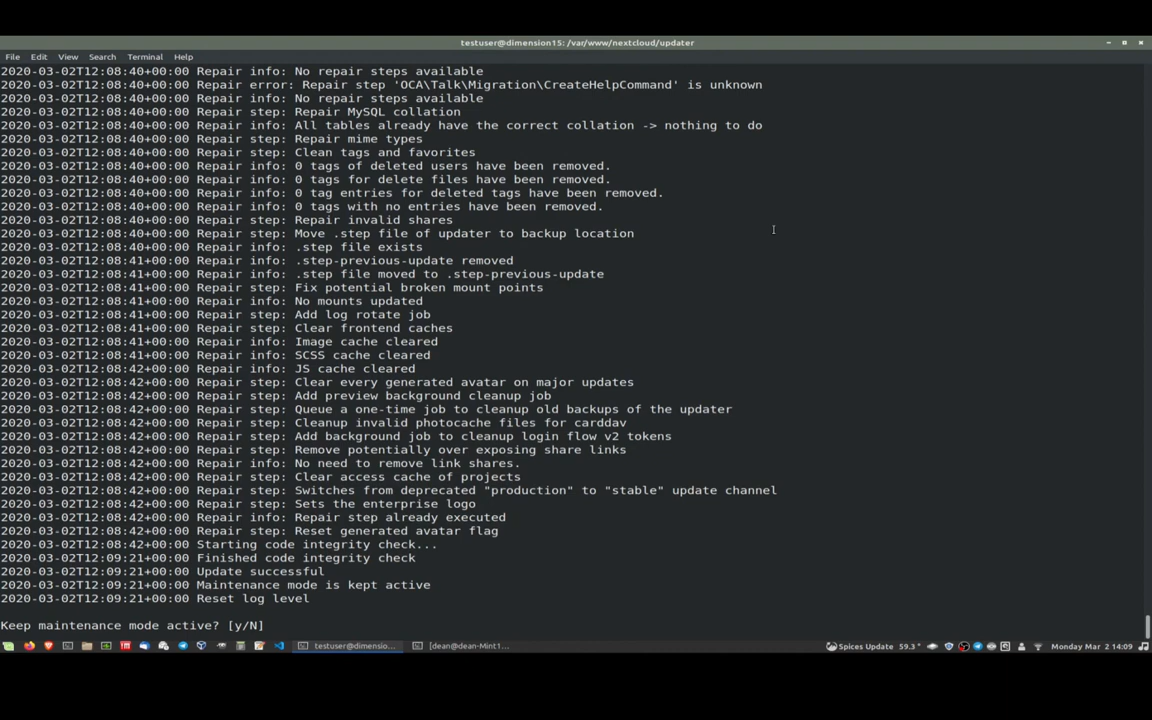 testuser@dimension15: /var/www/nextcloud/updater
File Edit View Search Terminal Help
2020-03-02T12:08:40+00:00 Repair info: No repair steps available
2020-03-02T12:08:40+00:00 Repair error: Repair step 'OCA\Talk\Migration\CreateHelpCommand' is unknown
2020-03-02T12:08:40+00:00 Repair info: No repair steps available
2020-03-02T12:08:40+00:00 Repair step: Repair MySQL collation
2020-03-02T12:08:40+00:00 Repair info: All tables already have the correct collation -> nothing to do
2020-03-02T12:08:40+00:00 Repair step: Repair mime types
2020-03-02T12:08:40+00:00 Repair step: Clean tags and favorites
2020-03-02T12:08:40+00:00 Repair info: 0 tags of deleted users have been removed.
2020-03-02T12:08:40+00:00 Repair info: 0 tags for delete files have been removed.
2020-03-02T12:08:40+00:00 Repair info: 0 tag entries for deleted tags have been removed.
2020-03-02T12:08:40+00:00 Repair info: 0 tags with no entries have been removed.
2020-03-02T12:08:40+00:00 Repair step: Repair invalid shares
2020-03-02T12:08:40+00:00 Repair step: Move .step file of updater to backup location
2020-03-02T12:08:40+00:00 Repair info: .step file exists
2020-03-02T12:08:41+00:00 Repair info: .step-previous-update removed
2020-03-02T12:08:41+00:00 Repair info: .step file moved to .step-previous-update
2020-03-02T12:08:41+00:00 Repair step: Fix potential broken mount points
2020-03-02T12:08:41+00:00 Repair info: No mounts updated
2020-03-02T12:08:41+00:00 Repair step: Add log rotate job
2020-03-02T12:08:41+00:00 Repair step: Clear frontend caches
2020-03-02T12:08:41+00:00 Repair info: Image cache cleared
2020-03-02T12:08:41+00:00 Repair info: SCSS cache cleared
2020-03-02T12:08:42+00:00 Repair info: JS cache cleared
2020-03-02T12:08:42+00:00 Repair step: Clear every generated avatar on major updates
2020-03-02T12:08:42+00:00 Repair step: Add preview background cleanup job
2020-03-02T12:08:42+00:00 Repair step: Queue a one-time job to cleanup old backups of the updater
2020-03-02T12:08:42+00:00 Repair step: Cleanup invalid photocache files for carddav
2020-03-02T12:08:42+00:00 Repair step: Add background job to cleanup login flow v2 tokens
2020-03-02T12:08:42+00:00 Repair step: Remove potentially over exposing share links
2020-03-02T12:08:42+00:00 Repair info: No need to remove link shares.
2020-03-02T12:08:42+00:00 Repair step: Clear access cache of projects
2020-03-02T12:08:42+00:00 Repair step: Switches from deprecated "production" to "stable" update channel
2020-03-02T12:08:42+00:00 Repair step: Sets the enterprise logo
2020-03-02T12:08:42+00:00 Repair info: Repair step already executed
2020-03-02T12:08:42+00:00 Repair step: Reset generated avatar flag
2020-03-02T12:08:42+00:00 Starting code integrity check...
2020-03-02T12:09:21+00:00 Finished code integrity check
2020-03-02T12:09:21+00:00 Update successful
2020-03-02T12:09:21+00:00 Maintenance mode is kept active
2020-03-02T12:09:21+00:00 Reset log level
Keep maintenance mode active? [y/N]
testuser@dimensio... [dean@dean-Mint1... Spices Update 59.3° Monday Mar 2 14:09